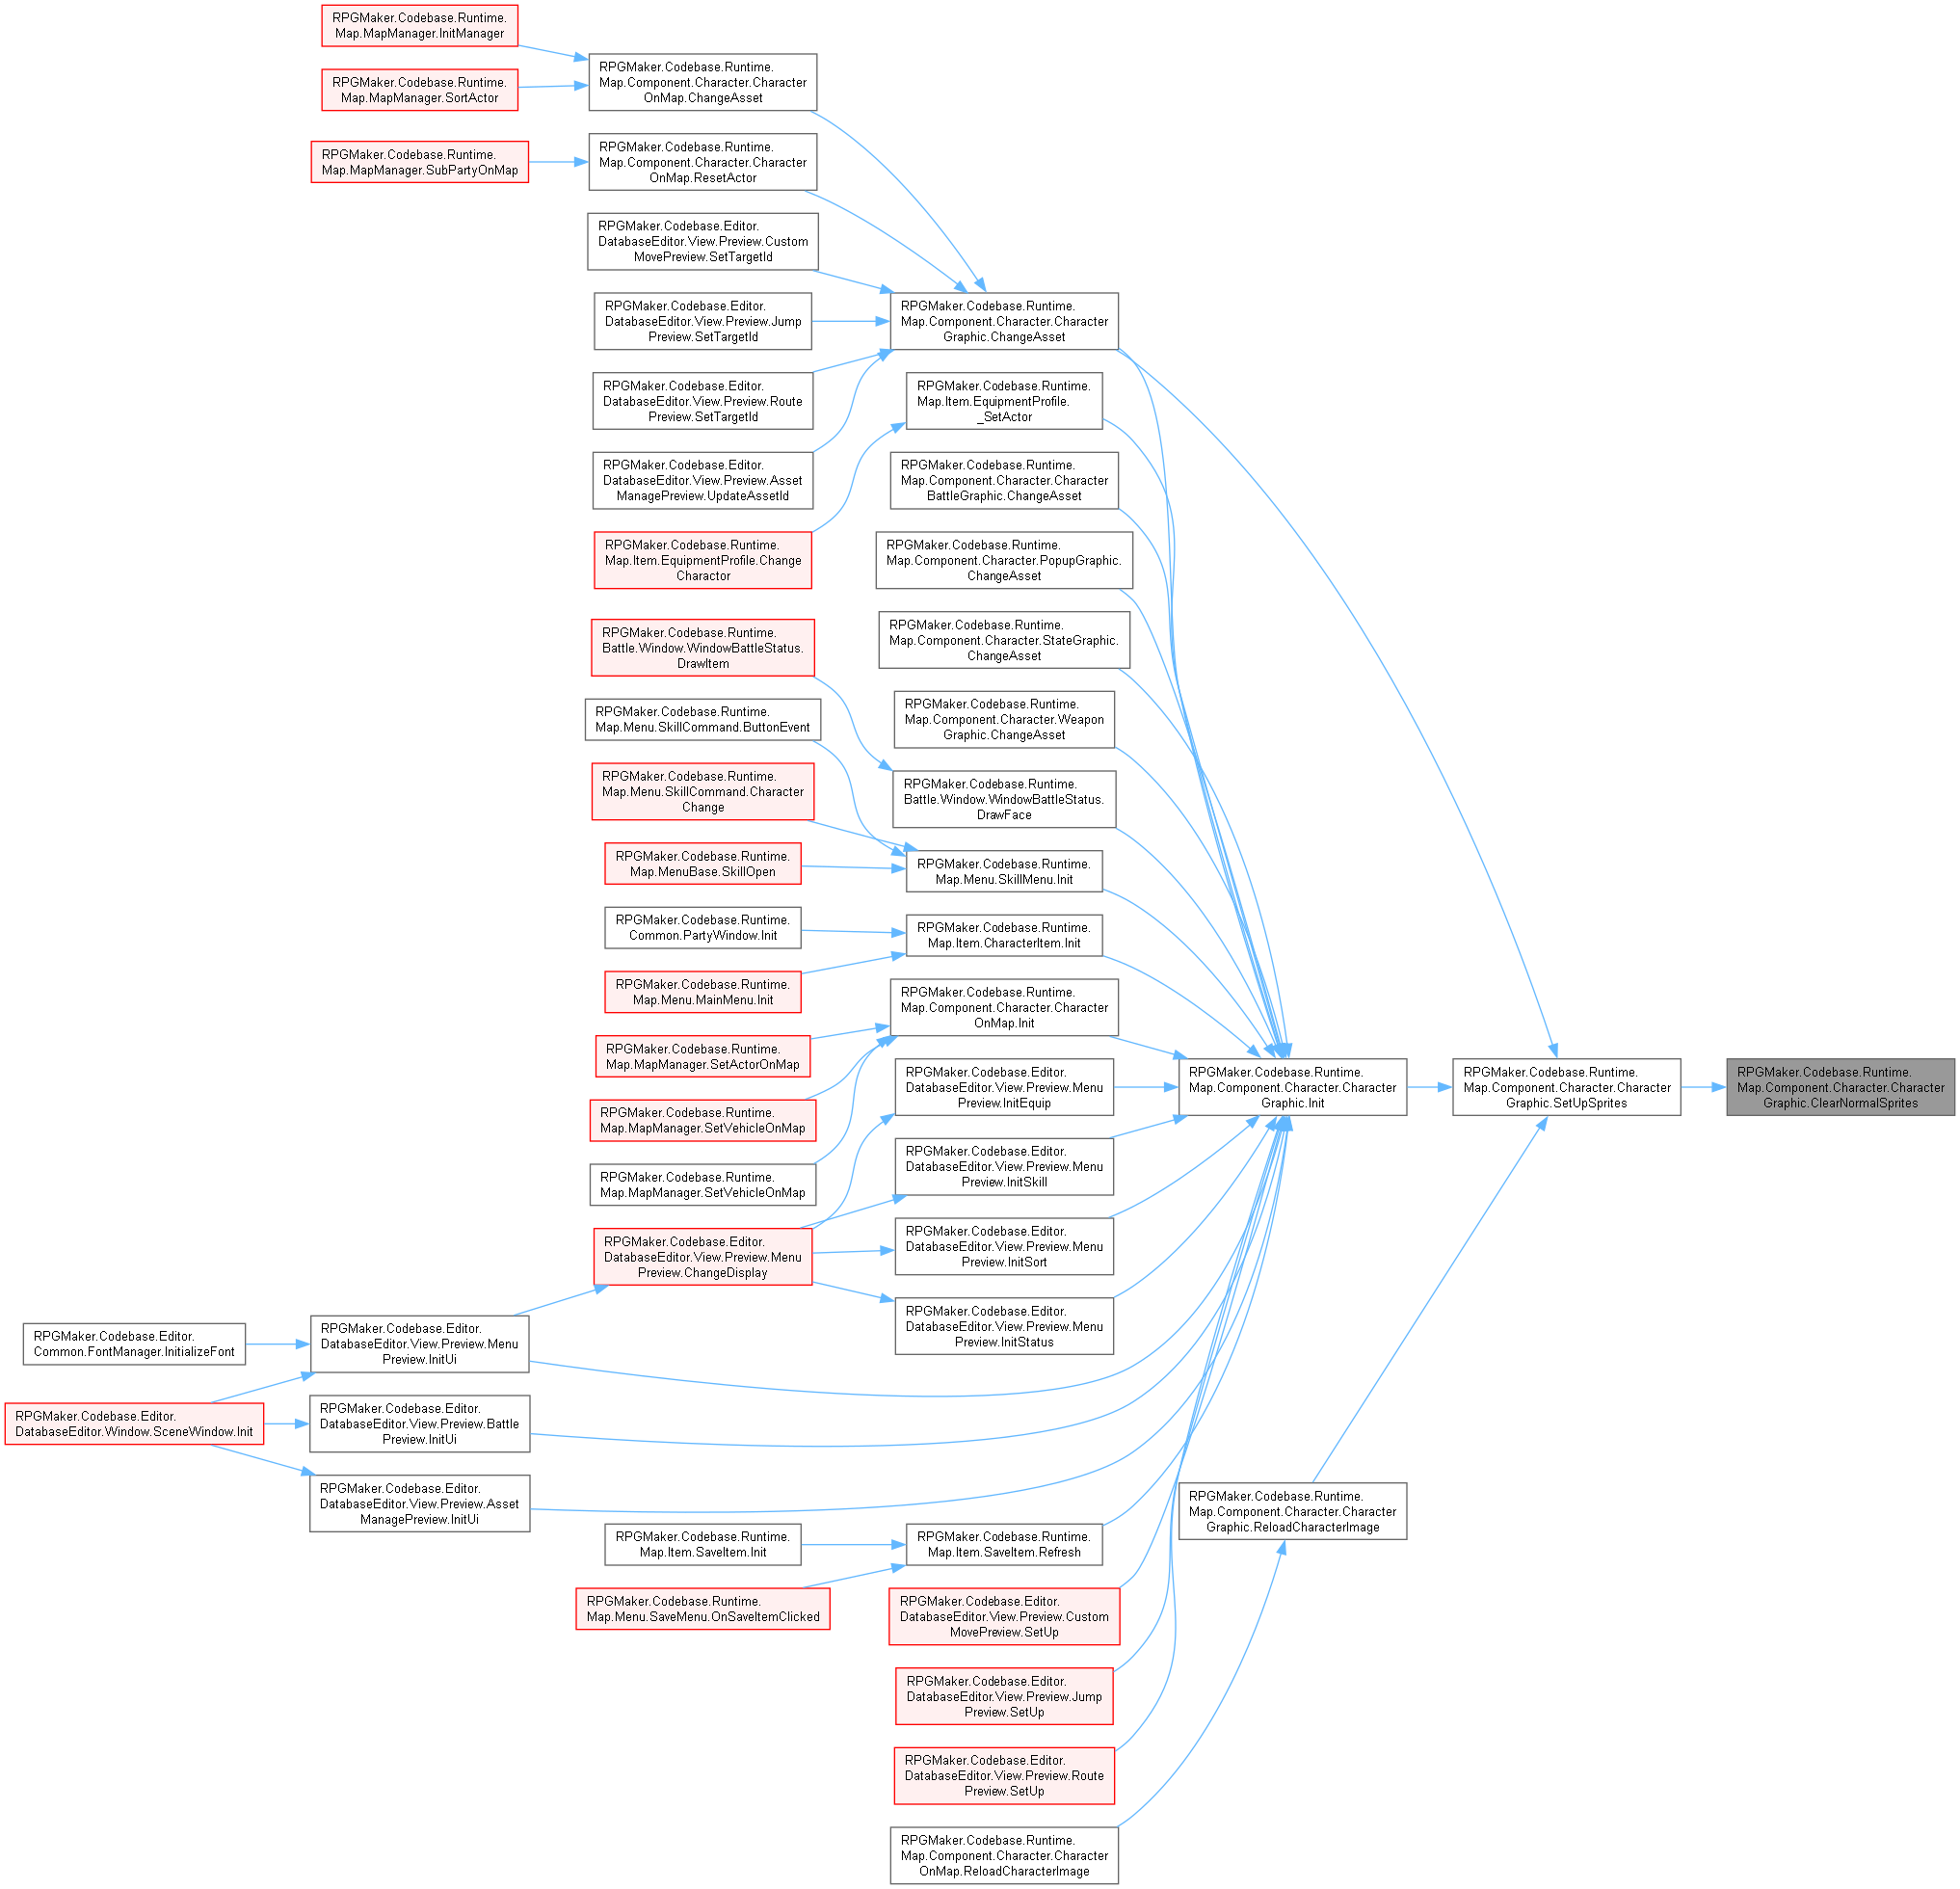 RPGMaker.Codebase.Runtime.
Map.MapManager.InitManager
RPGMaker.Codebase.Runtime.
Map.MapManager.SortActor
RPGMaker.Codebase.Runtime.
Map.MapManager.SubPartyOnMap
RPGMaker.Codebase.Runtime.
Map.Component.Character.Character
OnMap.ChangeAsset
RPGMaker.Codebase.Runtime.
Map.Component.Character.Character
OnMap.ResetActor
RPGMaker.Codebase.Editor.
DatabaseEditor.View.Preview.Custom
MovePreview.SetTargetId
RPGMaker.Codebase.Editor.
DatabaseEditor.View.Preview.Jump
Preview.SetTargetId
RPGMaker.Codebase.Editor.
DatabaseEditor.View.Preview.Route
Preview.SetTargetId
RPGMaker.Codebase.Editor.
DatabaseEditor.View.Preview.Asset
ManagePreview.UpdateAssetId
RPGMaker.Codebase.Runtime.
Map.Item.EquipmentProfile.Change
Charactor
RPGMaker.Codebase.Runtime.
Battle.Window.WindowBattleStatus.
DrawItem
RPGMaker.Codebase.Runtime.
Map.Menu.SkillCommand.ButtonEvent
RPGMaker.Codebase.Runtime.
Map.Menu.SkillCommand.Character
Change
RPGMaker.Codebase.Runtime.
Map.MenuBase.SkillOpen
RPGMaker.Codebase.Runtime.
Common.PartyWindow.Init
RPGMaker.Codebase.Runtime.
Map.Menu.MainMenu.Init
RPGMaker.Codebase.Runtime.
Map.MapManager.SetActorOnMap
RPGMaker.Codebase.Runtime.
Map.MapManager.SetVehicleOnMap
RPGMaker.Codebase.Runtime.
Map.MapManager.SetVehicleOnMap
RPGMaker.Codebase.Editor.
DatabaseEditor.View.Preview.Menu
Preview.ChangeDisplay
RPGMaker.Codebase.Editor.
Common.FontManager.InitializeFont
RPGMaker.Codebase.Editor.
DatabaseEditor.Window.SceneWindow.Init
RPGMaker.Codebase.Editor.
DatabaseEditor.View.Preview.Menu
Preview.InitUi
RPGMaker.Codebase.Editor.
DatabaseEditor.View.Preview.Battle
Preview.InitUi
RPGMaker.Codebase.Editor.
DatabaseEditor.View.Preview.Asset
ManagePreview.InitUi
RPGMaker.Codebase.Runtime.
Map.Item.SaveItem.Init
RPGMaker.Codebase.Runtime.
Map.Menu.SaveMenu.OnSaveItemClicked
RPGMaker.Codebase.Runtime.
Map.Component.Character.Character
Graphic.ChangeAsset
RPGMaker.Codebase.Runtime.
Map.Item.EquipmentProfile.
_SetActor
RPGMaker.Codebase.Runtime.
Map.Component.Character.Character
BattleGraphic.ChangeAsset
RPGMaker.Codebase.Runtime.
Map.Component.Character.PopupGraphic.
ChangeAsset
RPGMaker.Codebase.Runtime.
Map.Component.Character.StateGraphic.
ChangeAsset
RPGMaker.Codebase.Runtime.
Map.Component.Character.Weapon
Graphic.ChangeAsset
RPGMaker.Codebase.Runtime.
Battle.Window.WindowBattleStatus.
DrawFace
RPGMaker.Codebase.Runtime.
Map.Menu.SkillMenu.Init
RPGMaker.Codebase.Runtime.
Map.Item.CharacterItem.Init
RPGMaker.Codebase.Runtime.
Map.Component.Character.Character
OnMap.Init
RPGMaker.Codebase.Editor.
DatabaseEditor.View.Preview.Menu
Preview.InitEquip
RPGMaker.Codebase.Editor.
DatabaseEditor.View.Preview.Menu
Preview.InitSkill
RPGMaker.Codebase.Editor.
DatabaseEditor.View.Preview.Menu
Preview.InitSort
RPGMaker.Codebase.Editor.
DatabaseEditor.View.Preview.Menu
Preview.InitStatus
RPGMaker.Codebase.Runtime.
Map.Item.SaveItem.Refresh
RPGMaker.Codebase.Editor.
DatabaseEditor.View.Preview.Custom
MovePreview.SetUp
RPGMaker.Codebase.Editor.
DatabaseEditor.View.Preview.Jump
Preview.SetUp
RPGMaker.Codebase.Editor.
DatabaseEditor.View.Preview.Route
Preview.SetUp
RPGMaker.Codebase.Runtime.
Map.Component.Character.Character
OnMap.ReloadCharacterImage
RPGMaker.Codebase.Runtime.
Map.Component.Character.Character
Graphic.Init
RPGMaker.Codebase.Runtime.
Map.Component.Character.Character
Graphic.ReloadCharacterImage
RPGMaker.Codebase.Runtime.
Map.Component.Character.Character
Graphic.SetUpSprites
RPGMaker.Codebase.Runtime.
Map.Component.Character.Character
Graphic.ClearNormalSprites